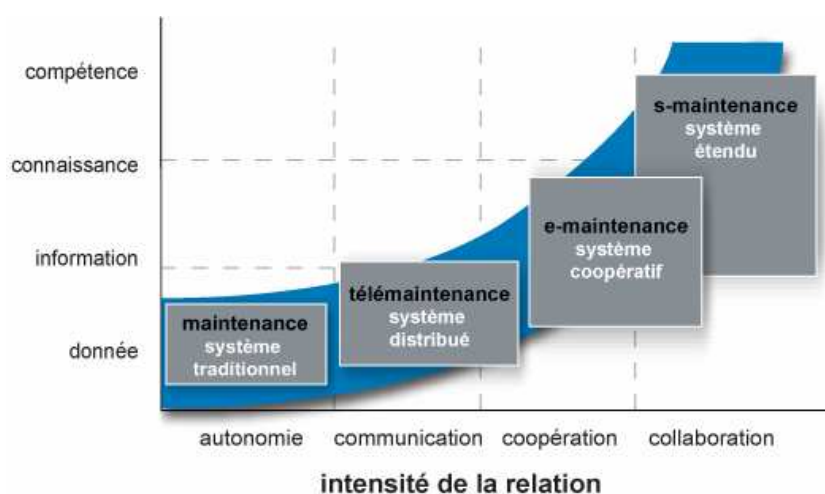 compétence
connaissance
information
donnée
s-maintenance
système
étendu
e-maintenance
système
coopératif
télémaintenance
système
distribué
maintenance
système
traditionnel
autonomie
communication
coopération
collaboration
intensité de la relation